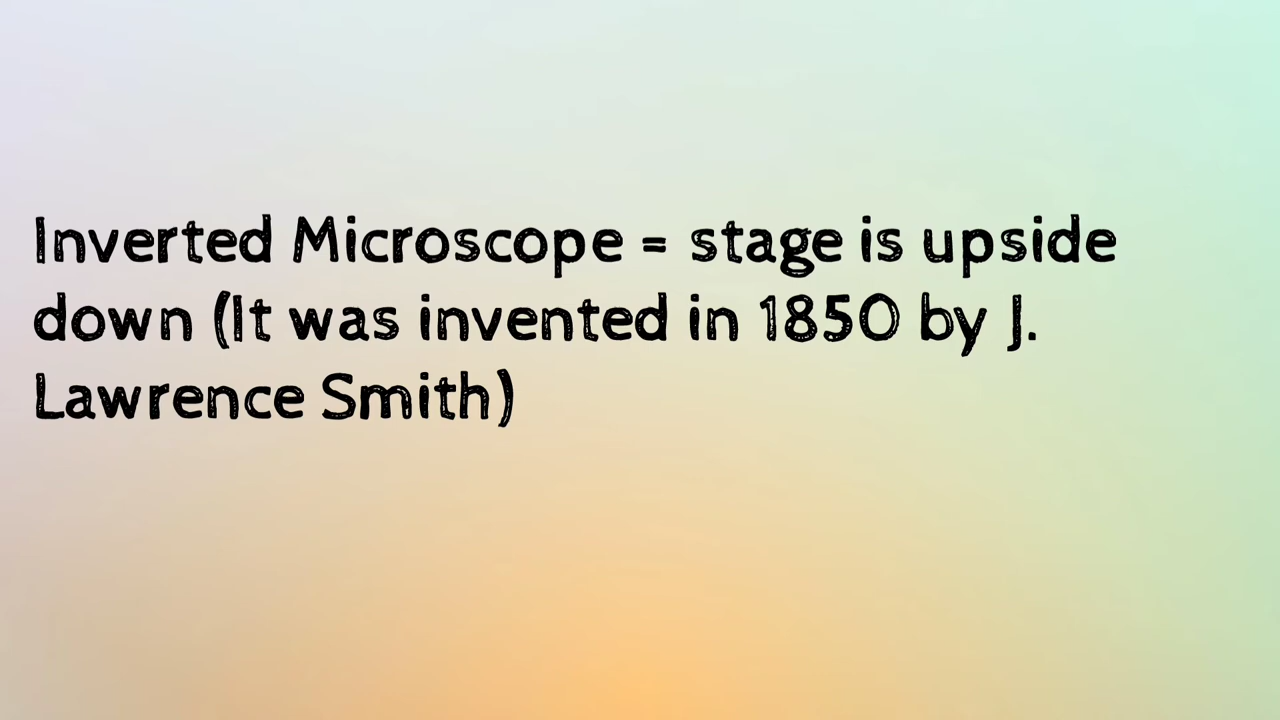 Inverted Microscope = stage is upside
down (It was invented in 1850 by J.
Lawrence Smith)